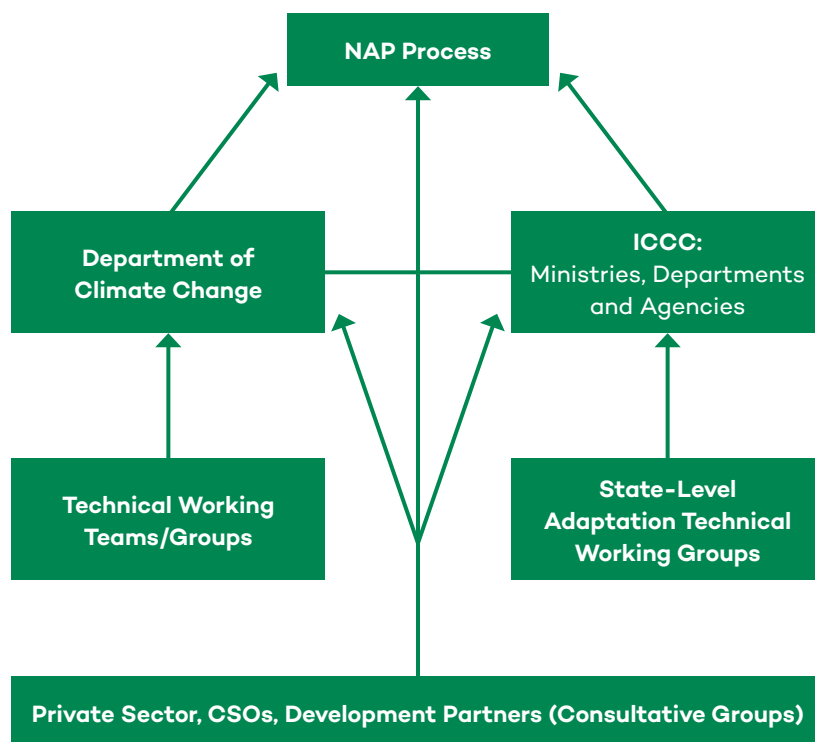 NAP Process
Department of
Climate Change
ICCC:
Ministries, Departments
and Agencies
Technical Working
Teams/Groups
State-Level
Adaptation Technical
Working Groups
Private Sector, CSOs, Development Partners (Consultative Groups)